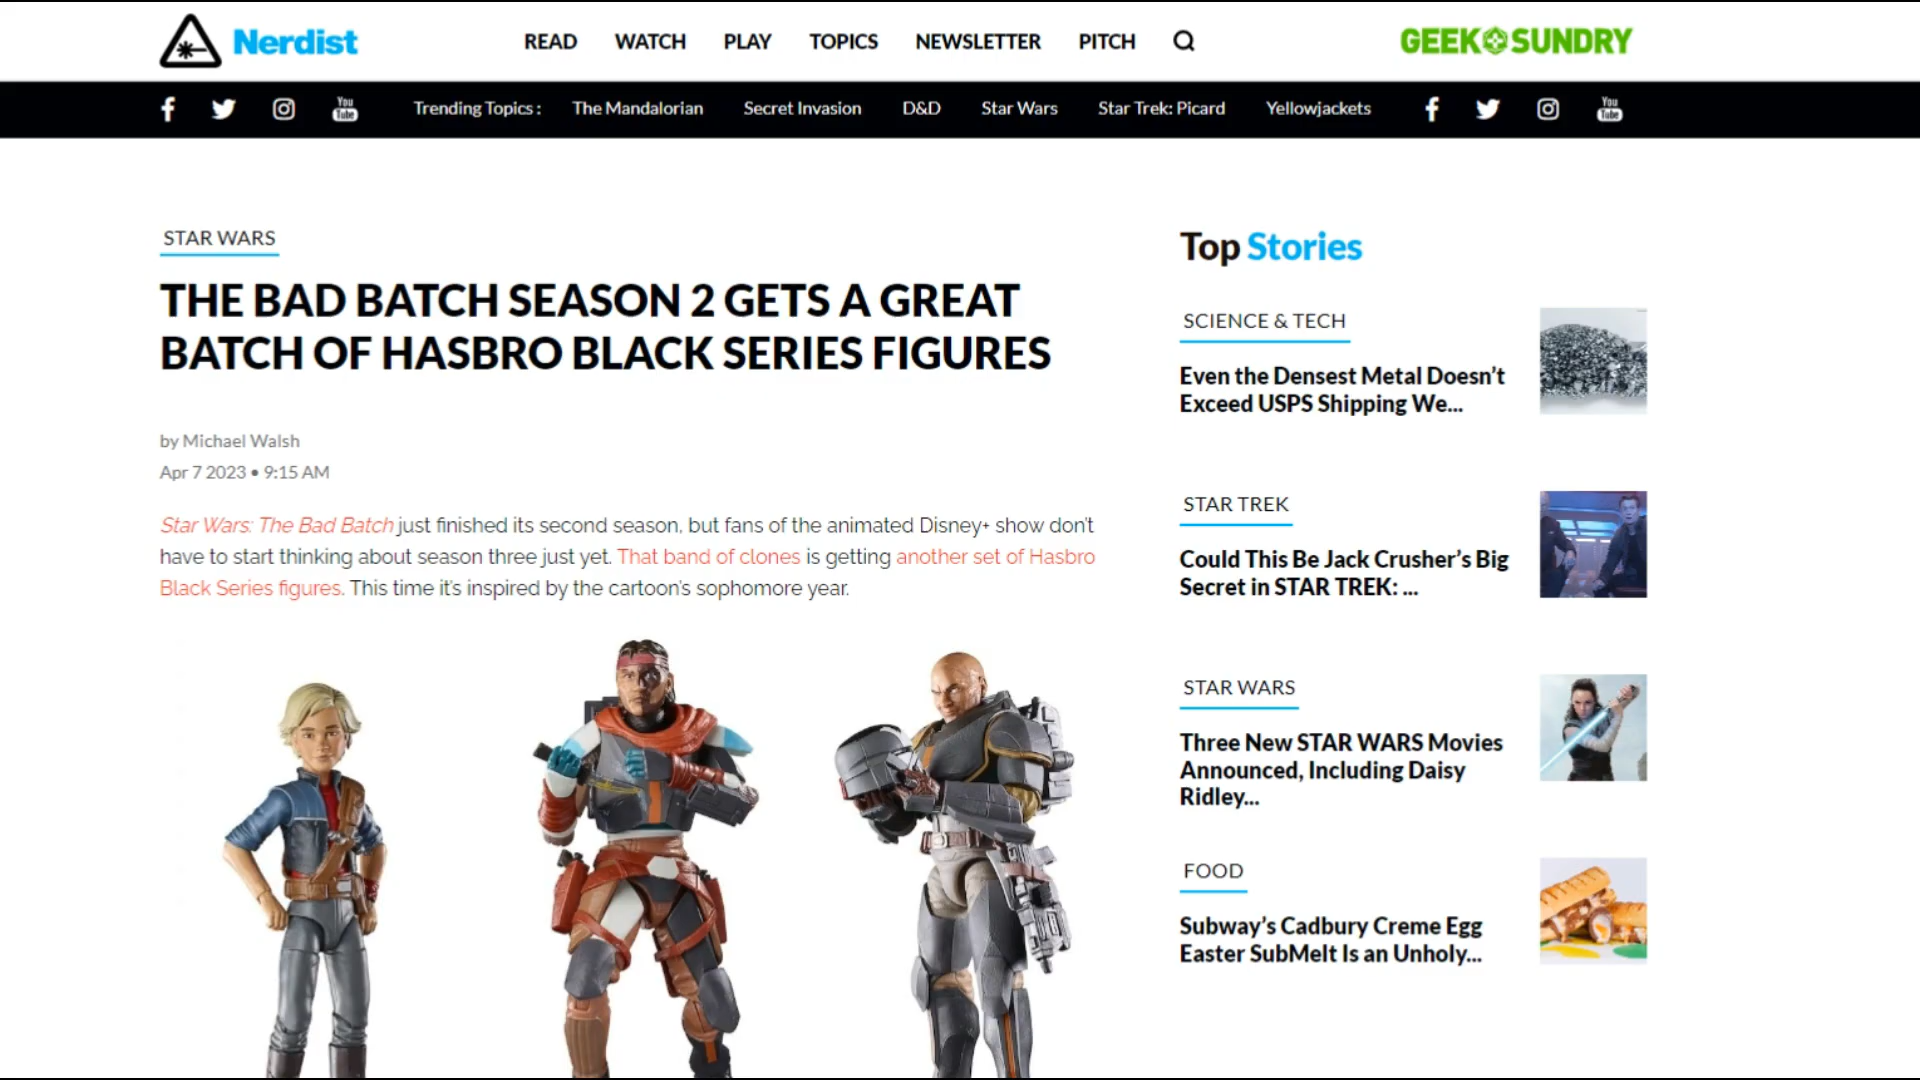 Nerdist
READ WATCH PLAY TOPICS NEWSLETTER PITCH
GEEK SUNDRY
You Tube
Trending Topics : The Mandalorian Secret Invasion D&D Star Wars Star Trek: Picard Yellowjackets
You Tube
STAR WARS
THE BAD BATCH SEASON 2 GETS A GREAT
BATCH OF HASBRO BLACK SERIES FIGURES
by Michael Walsh
Apr 7 2023 • 9:15 AM
Star Wars: The Bad Batch just finished its second season, but fans of the animated Disney+ show don’t
have to start thinking about season three just yet. That band of clones is getting another set of Hasbro
Black Series figures. This time it’s inspired by the cartoon’s sophomore year.
Top Stories
SCIENCE & TECH
Even the Densest Metal Doesn’t
Exceed USPS Shipping We...
STAR TREK
Could This Be Jack Crusher’s Big
Secret in STAR TREK: ...
STAR WARS
Three New STAR WARS Movies
Announced, Including Daisy
Ridley...
FOOD
Subway’s Cadbury Creme Egg
Easter SubMelt Is an Unholy...